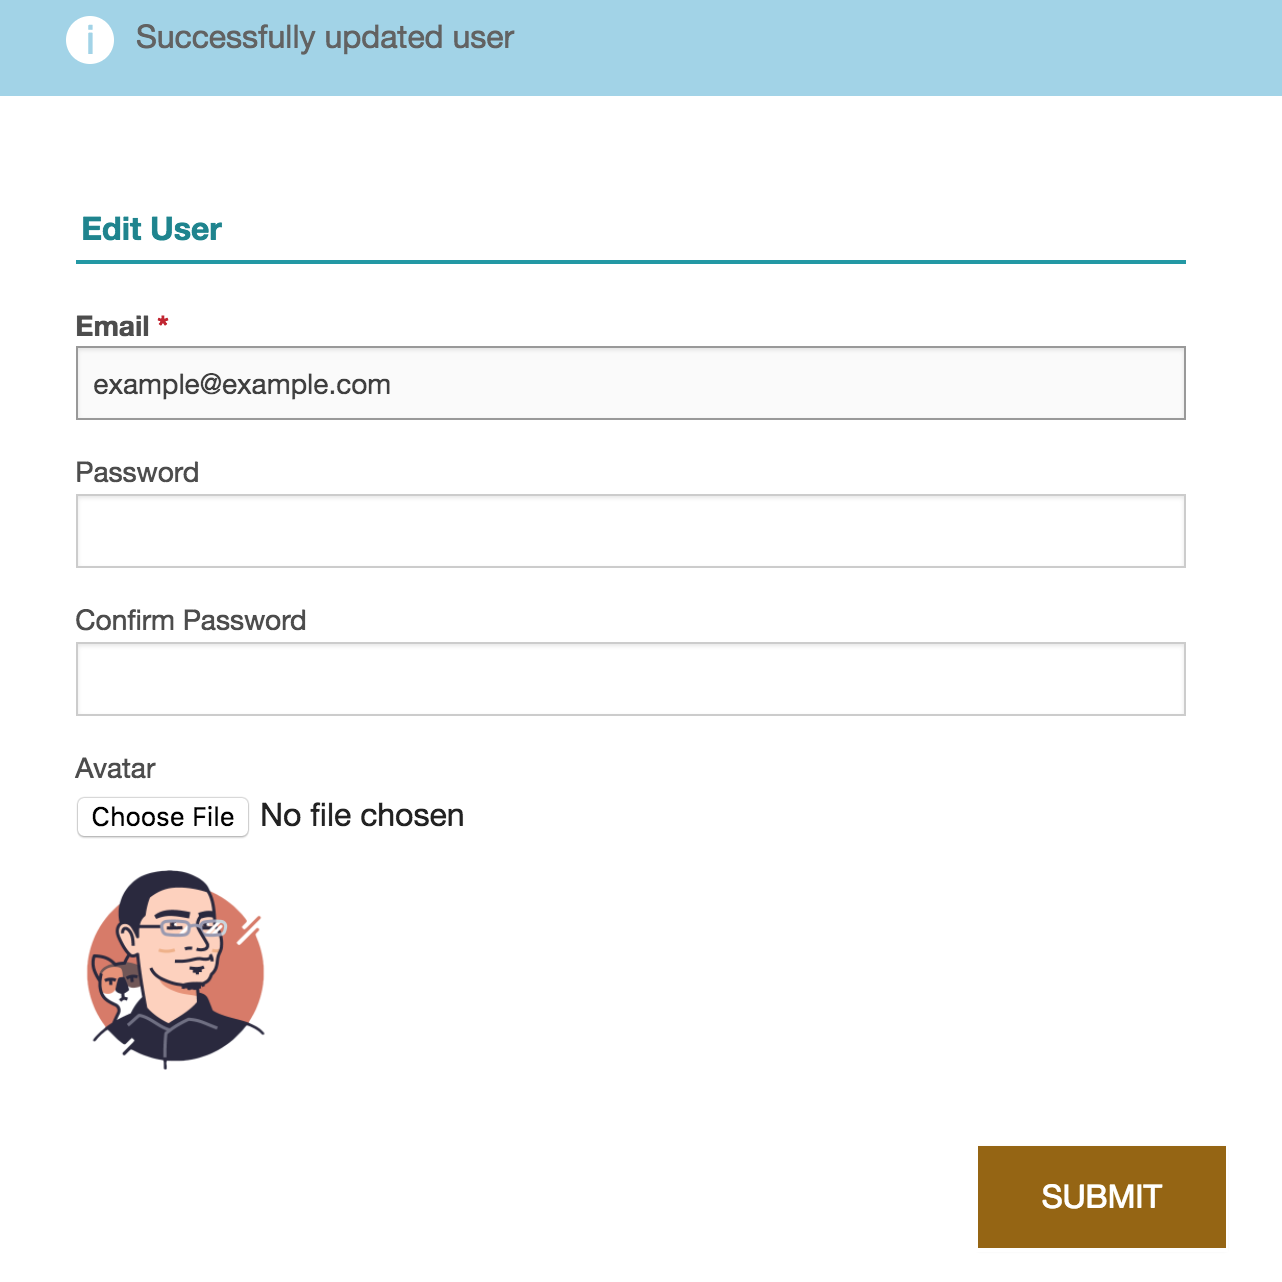 i Successfully updated user
Edit User
Email *
example@example.com
Password
Confirm Password
Avatar
Choose File No file chosen
SUBMIT